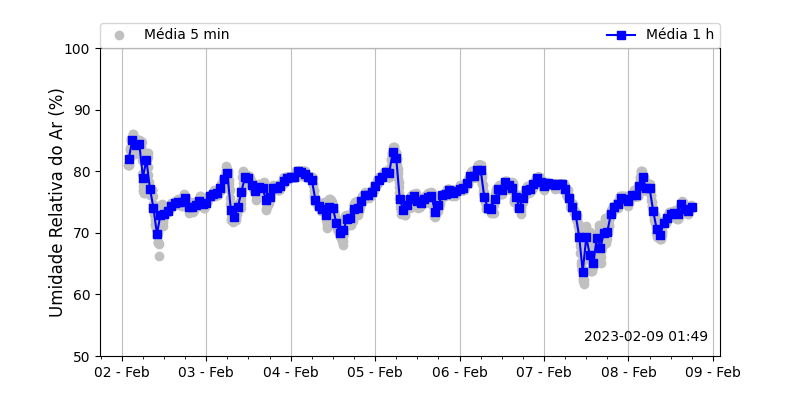 Média 5 min
Média 1 h
100
90
80
70
60
50
Umidade Relativa do Ar (%)
2023-02-09 01:49
02 - Feb
03 - Feb
04 - Feb
05 - Feb
06 - Feb
07 - Feb
08 - Feb
09 - Feb